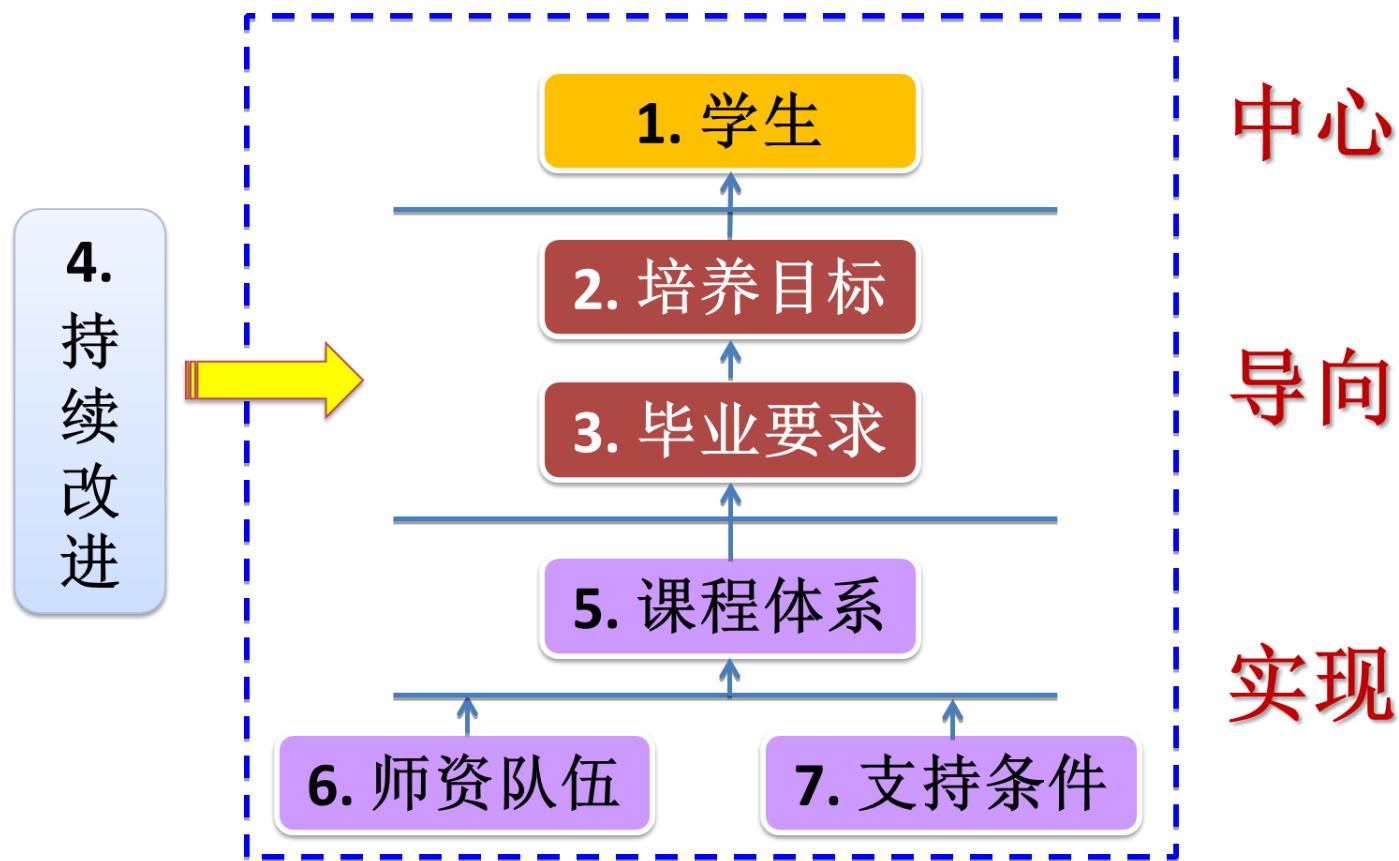 1. 学生
中心
2. 培养目标
4.
持
续
改
进
3. 毕业要求
导向
5. 课程体系
实现
6. 师资队伍
7. 支持条件